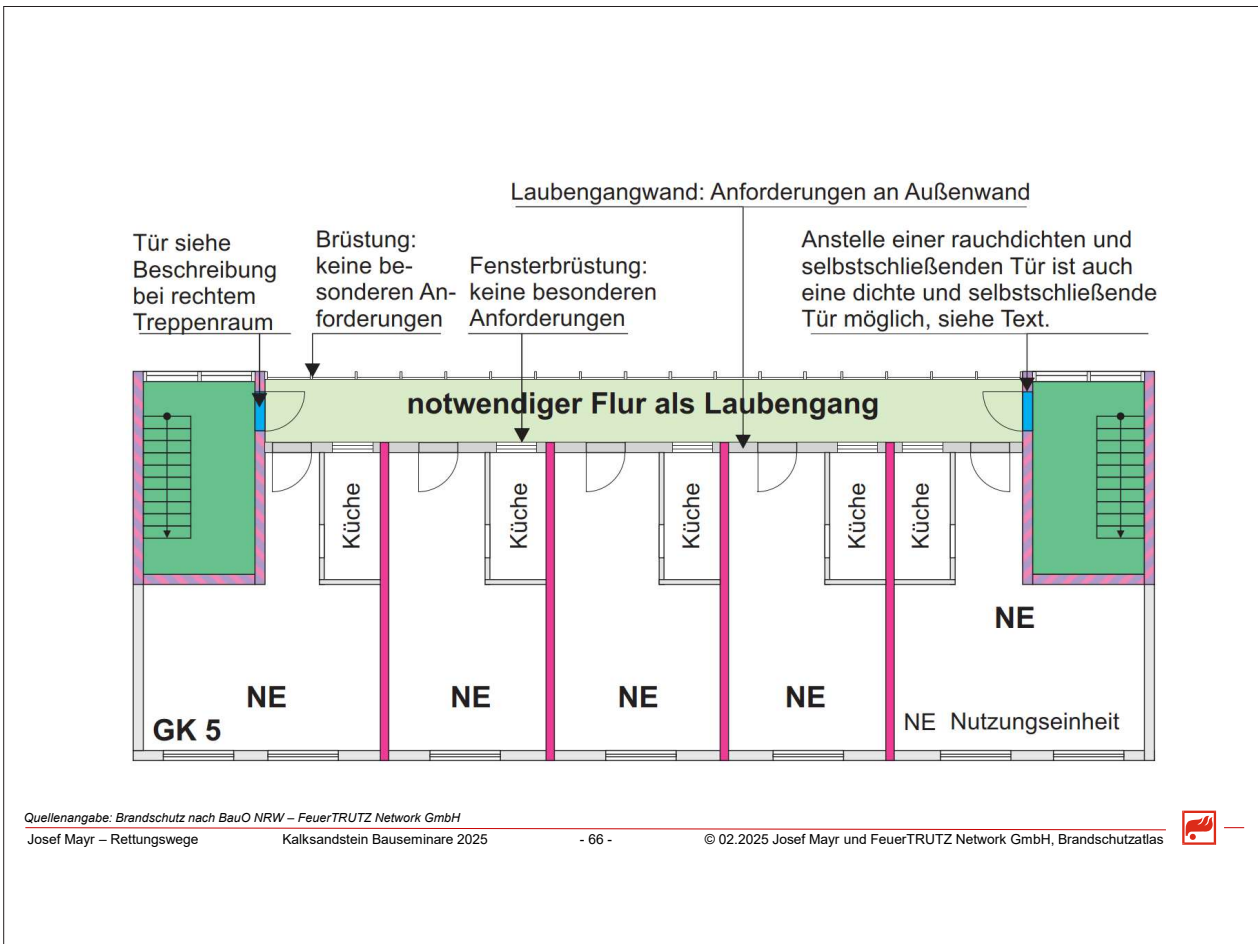 Laubengangwand: Anforderungen an Außenwand
Tür siehe
Beschreibung
bei rechtem
Treppenraum
Brüstung:
keine be-
sonderen An-
forderungen
Fensterbrüstung:
keine besonderen
Anforderungen
Anstelle einer rauchdichten und
selbstschließenden Tür ist auch
eine dichte und selbstschließende
Tür möglich, siehe Text.
notwendiger Flur als Laubengang
Küche
Küche
Küche
Küche
Küche
NE
NE
NE
NE
NE
GK 5
NE Nutzungseinheit
Quellenangabe: Brandschutz nach BauO NRW – FeuerTRUTZ Network GmbH
Josef Mayr – Rettungswege Kalksandstein Bauseminare 2025 - 66 - © 02.2025 Josef Mayr und FeuerTRUTZ Network GmbH, Brandschutzatlas